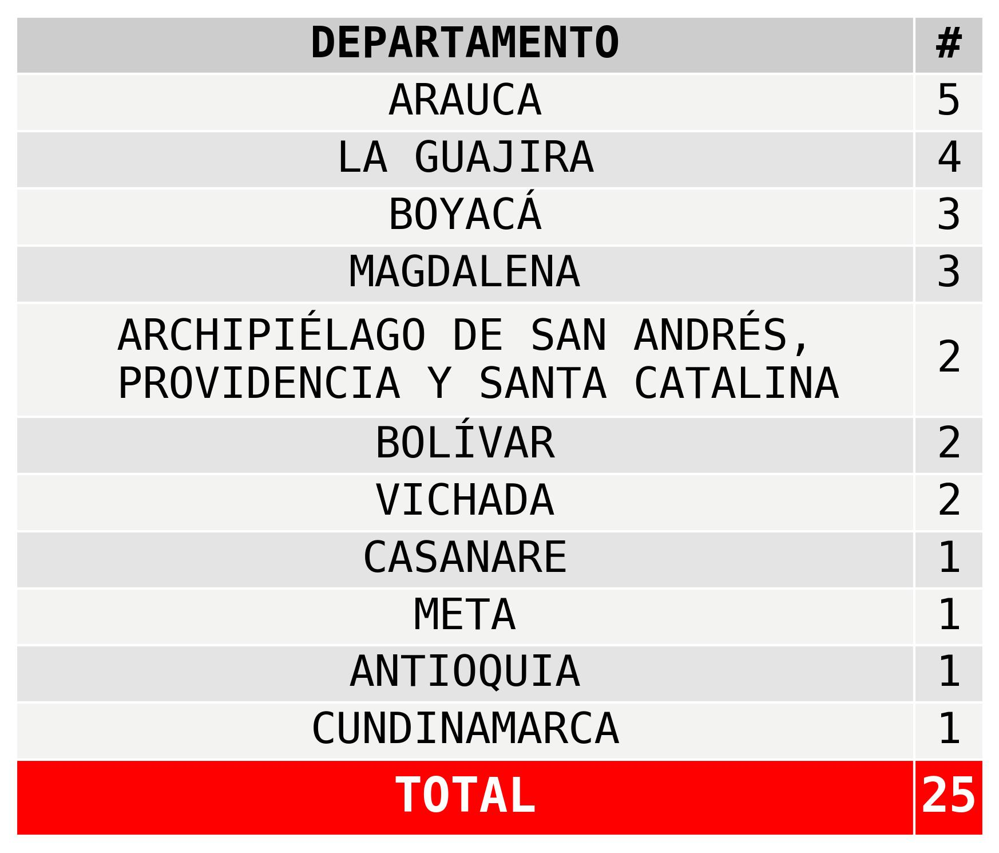 DEPARTAMENTO #
ARAUCA 5
LA GUAJIRA 4
BOYACÁ 3
MAGDALENA 3
ARCHIPIÉLAGO DE SAN ANDRÉS,
PROVIDENCIA Y SANTA CATALINA 2
BOLÍVAR 2
VICHADA 2
CASANARE 1
META 1
ANTIOQUIA 1
CUNDINAMARCA 1
TOTAL 25